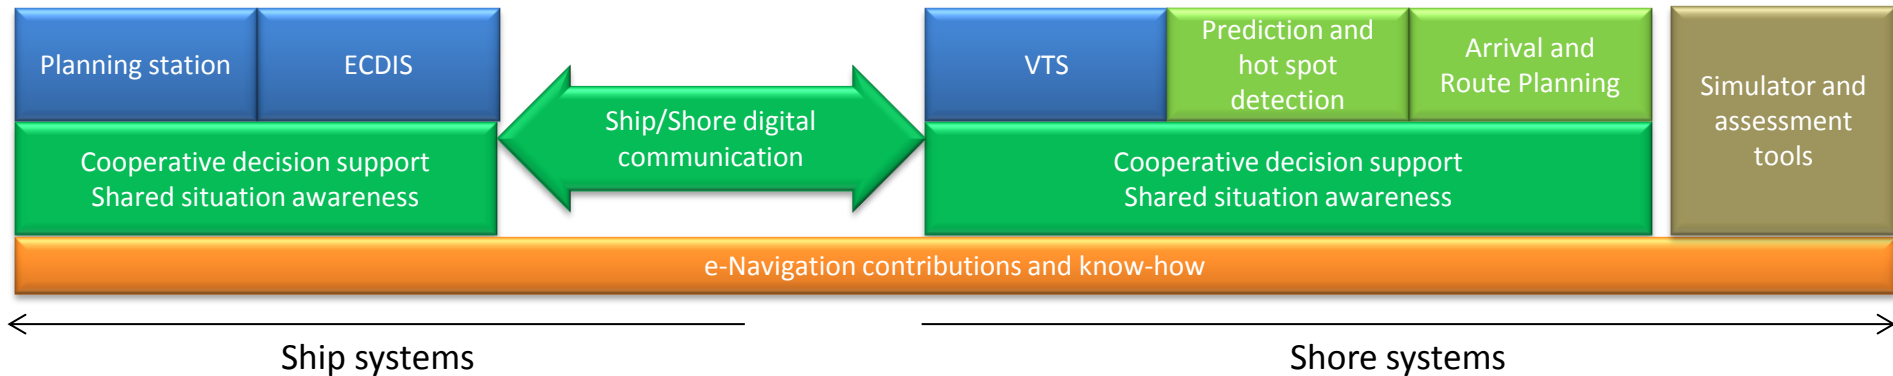 Planning station
ECDIS
Cooperative decision support
Shared situation awareness
Ship/Shore digital
communication
VTS
Prediction and
hot spot
detection
Arrival and
Route Planning
Cooperative decision support
Shared situation awareness
Simulator and
assessment
tools
e-Navigation contributions and know-how
Ship systems
Shore systems